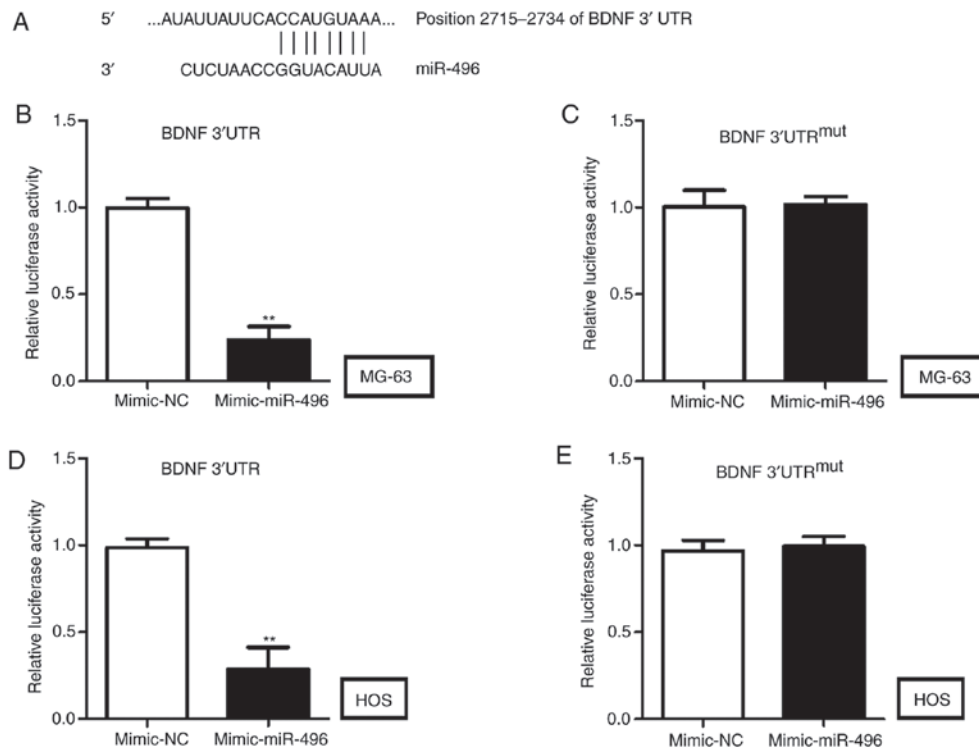 A
5′ ...AUAUUAUUCACCAUGUAAA... Position 2715–2734 of BDNF 3′ UTR
3′ CUCUAACCGGUACAUUA miR-496
B
BDNF 3′UTR
Relative luciferase activity
1.5
1.0
0.5
0.0
**
Mimic-NC Mimic-miR-496
MG-63
C
BDNF 3′UTRmut
Relative luciferase activity
1.5
1.0
0.5
0.0
Mimic-NC Mimic-miR-496
MG-63
D
BDNF 3′UTR
Relative luciferase activity
1.5
1.0
0.5
0.0
**
Mimic-NC Mimic-miR-496
HOS
E
BDNF 3′UTRmut
Relative luciferase activity
1.5
1.0
0.5
0.0
Mimic-NC Mimic-miR-496
HOS